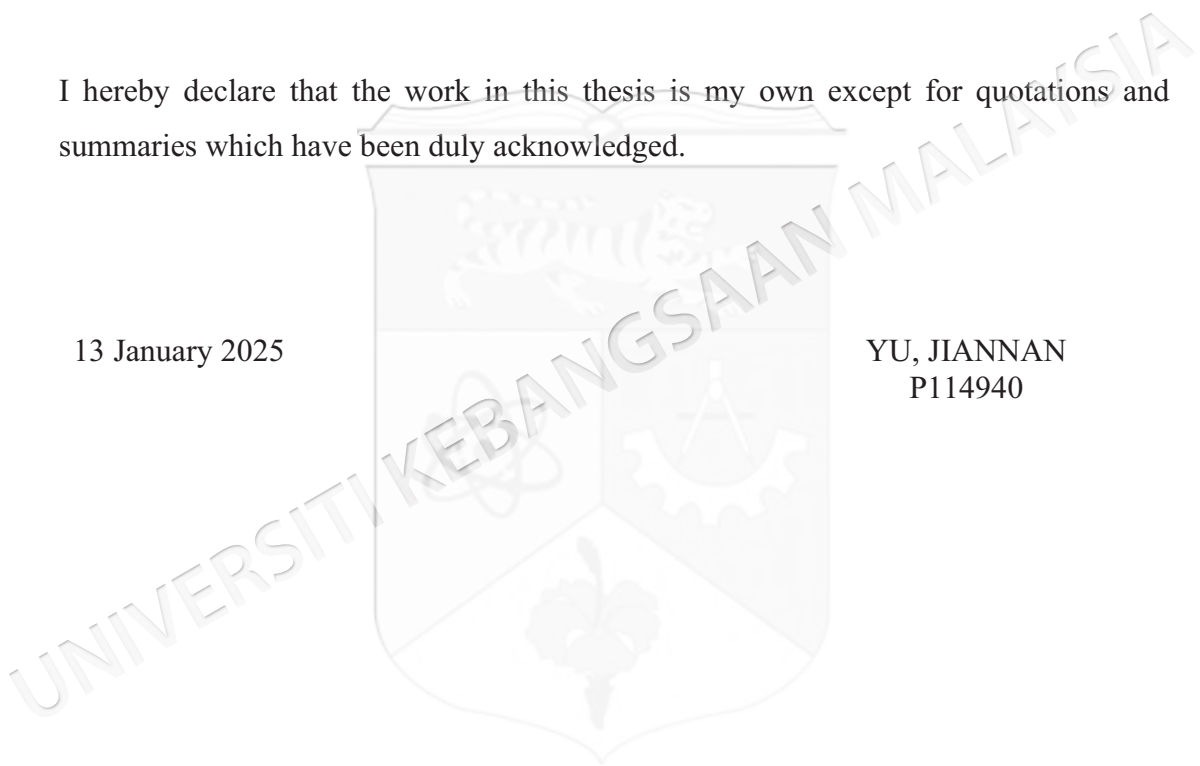 I hereby declare that the work in this thesis is my own except for quotations and
summaries which have been duly acknowledged.
13 January 2025
YU, JIANNAN
P114940
UNIVERSITI KEBANGSAAN MALAYSIA